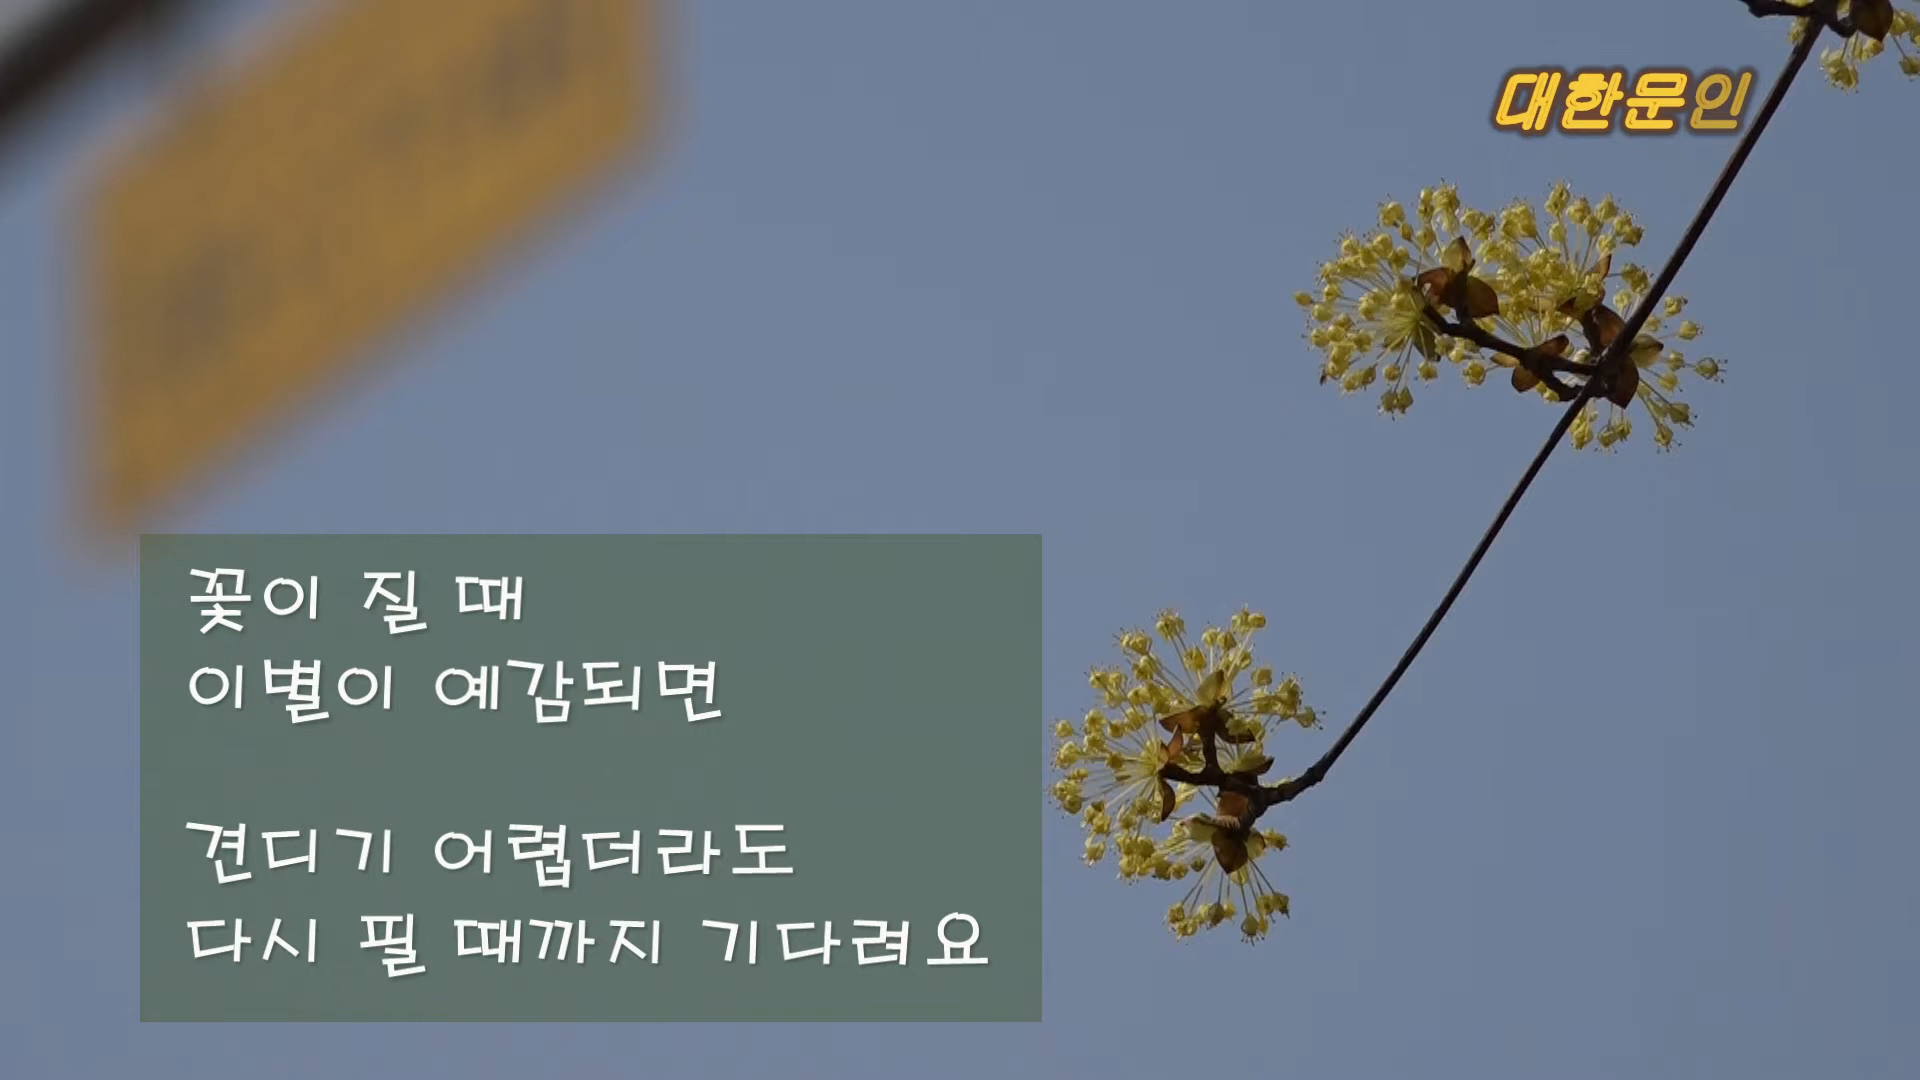 대한문인
꽃이 질 때
이별이 예감되면
견디기 어렵더라도
다시 필 때까지 기다려요